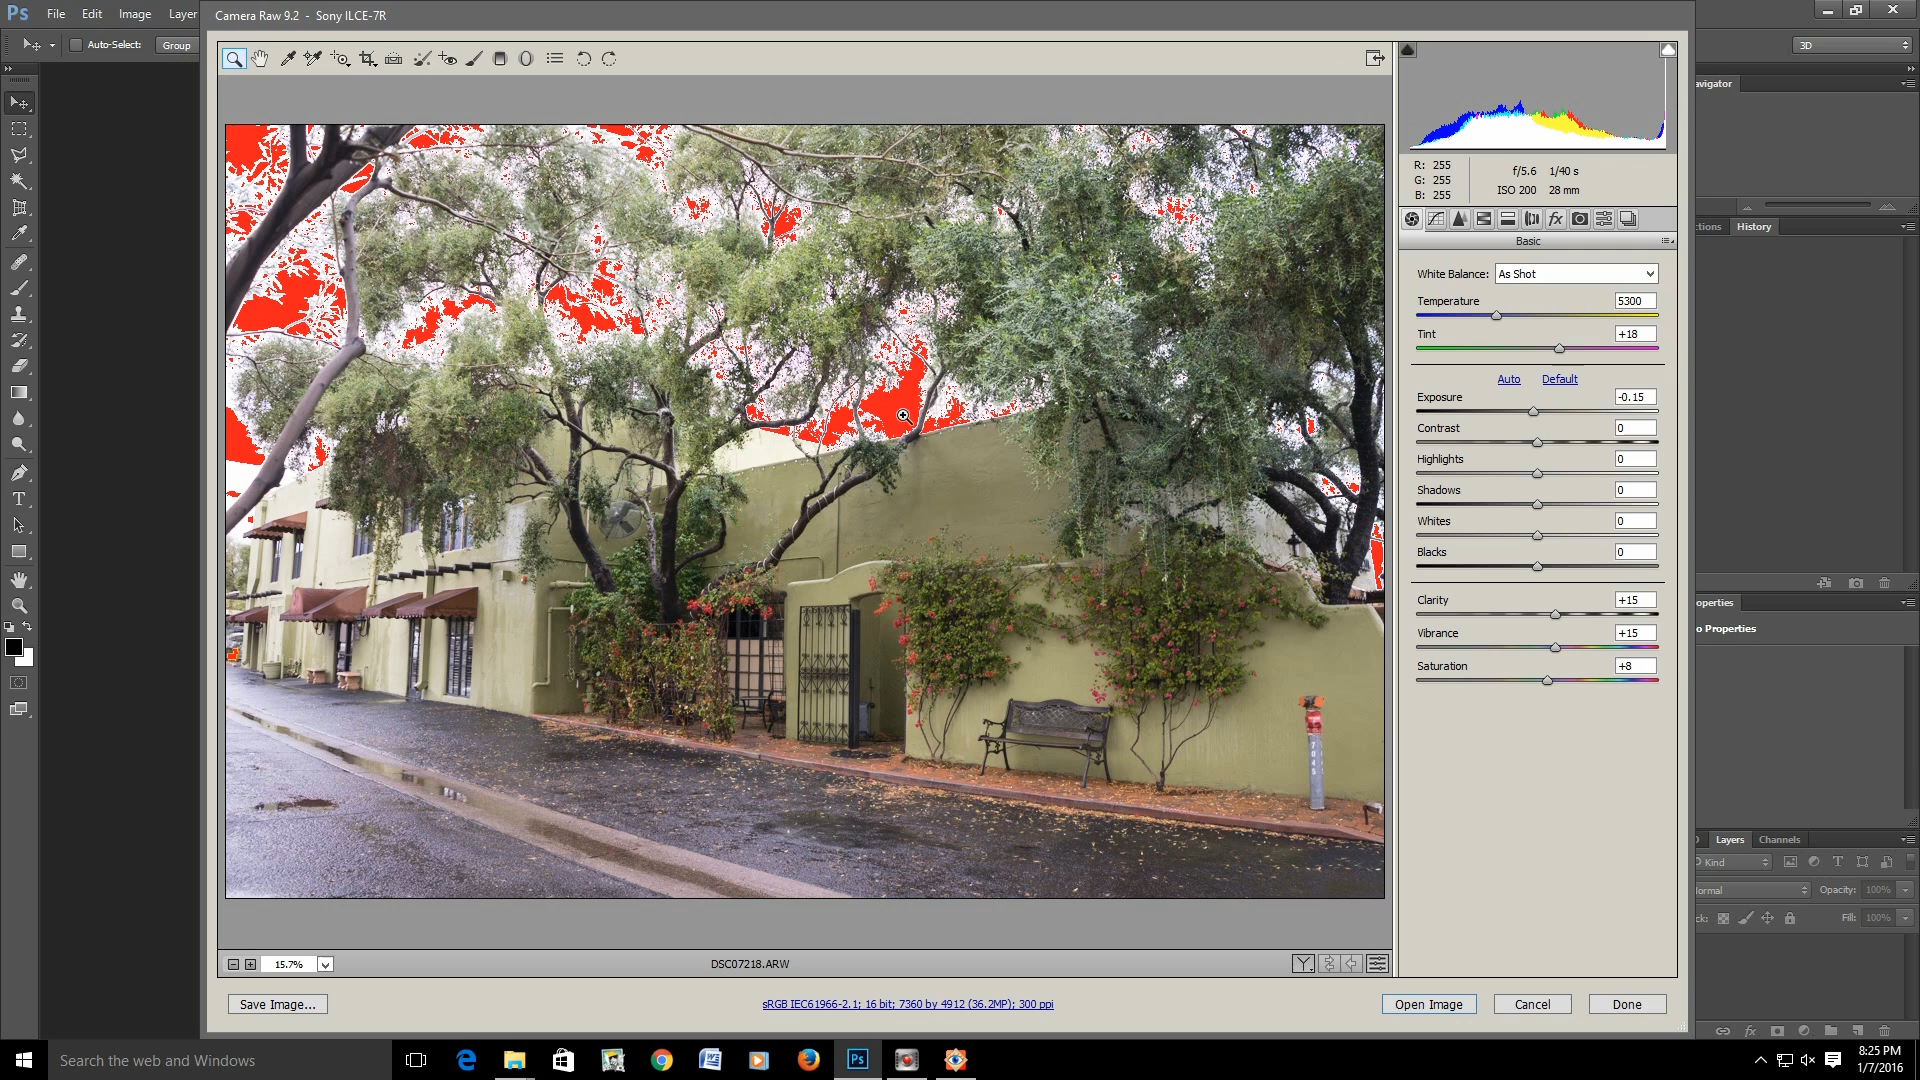 Ps File Edit Image Layer
Camera Raw 9.2 - Sony ILCE-7R
Auto-Select: Group
3D
avigator
R: 255
G: 255
B: 255
f/5.6 1/40 s
ISO 200 28 mm
ctions History
Basic
White Balance: As Shot
Temperature 5300
Tint +18
Auto Default
Exposure -0.15
Contrast 0
Highlights 0
Shadows 0
Whites 0
Blacks 0
Clarity +15
Vibrance +15
Saturation +8
operties
o Properties
7045
Layers Channels
Kind
ormal Opacity: 100%
ck: Fill: 100%
15.7%
DSC07218.ARW
Save Image...
sRGB IEC61966-2.1; 16 bit; 7360 by 4912 (36.2MP); 300 ppi
Open Image Cancel Done
Search the web and Windows
Ps
8:25 PM
1/7/2016